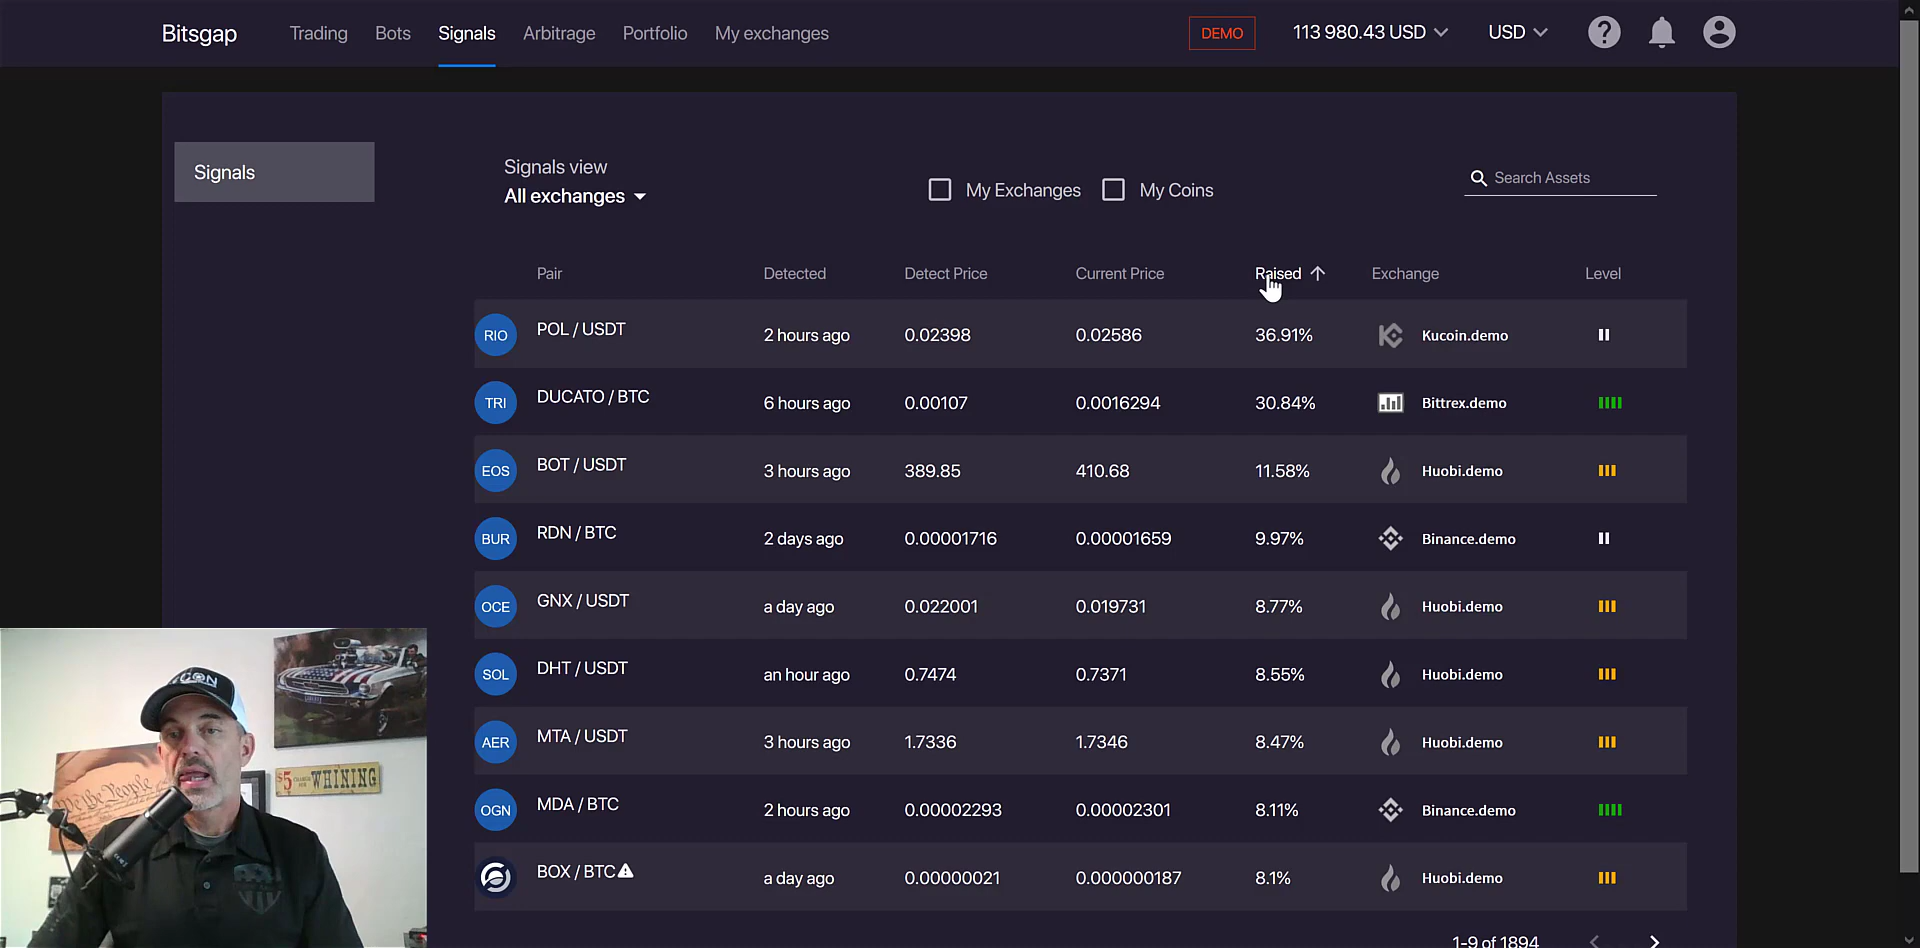 Bitsgap
Trading
Bots
Signals
Arbitrage
Portfolio
My exchanges
DEMO
113 980.43 USD
USD
Signals
Signals view
All exchanges
My Exchanges
My Coins
Search Assets
Pair Detected Detect Price Current Price Raised Exchange Level
RIO POL / USDT 2 hours ago 0.02398 0.02586 36.91% Kucoin.demo
TRI DUCATO / BTC 6 hours ago 0.00107 0.0016294 30.84% Bittrex.demo
EOS BOT / USDT 3 hours ago 389.85 410.68 11.58% Huobi.demo
BUR RDN / BTC 2 days ago 0.00001716 0.00001659 9.97% Binance.demo
OCE GNX / USDT a day ago 0.022001 0.019731 8.77% Huobi.demo
SOL DHT / USDT an hour ago 0.7474 0.7371 8.55% Huobi.demo
AER MTA / USDT 3 hours ago 1.7336 1.7346 8.47% Huobi.demo
OGN MDA / BTC 2 hours ago 0.00002293 0.00002301 8.11% Binance.demo
BOX / BTC a day ago 0.00000021 0.000000187 8.1% Huobi.demo
1-9 of 1894
We the People
$5 WHINING